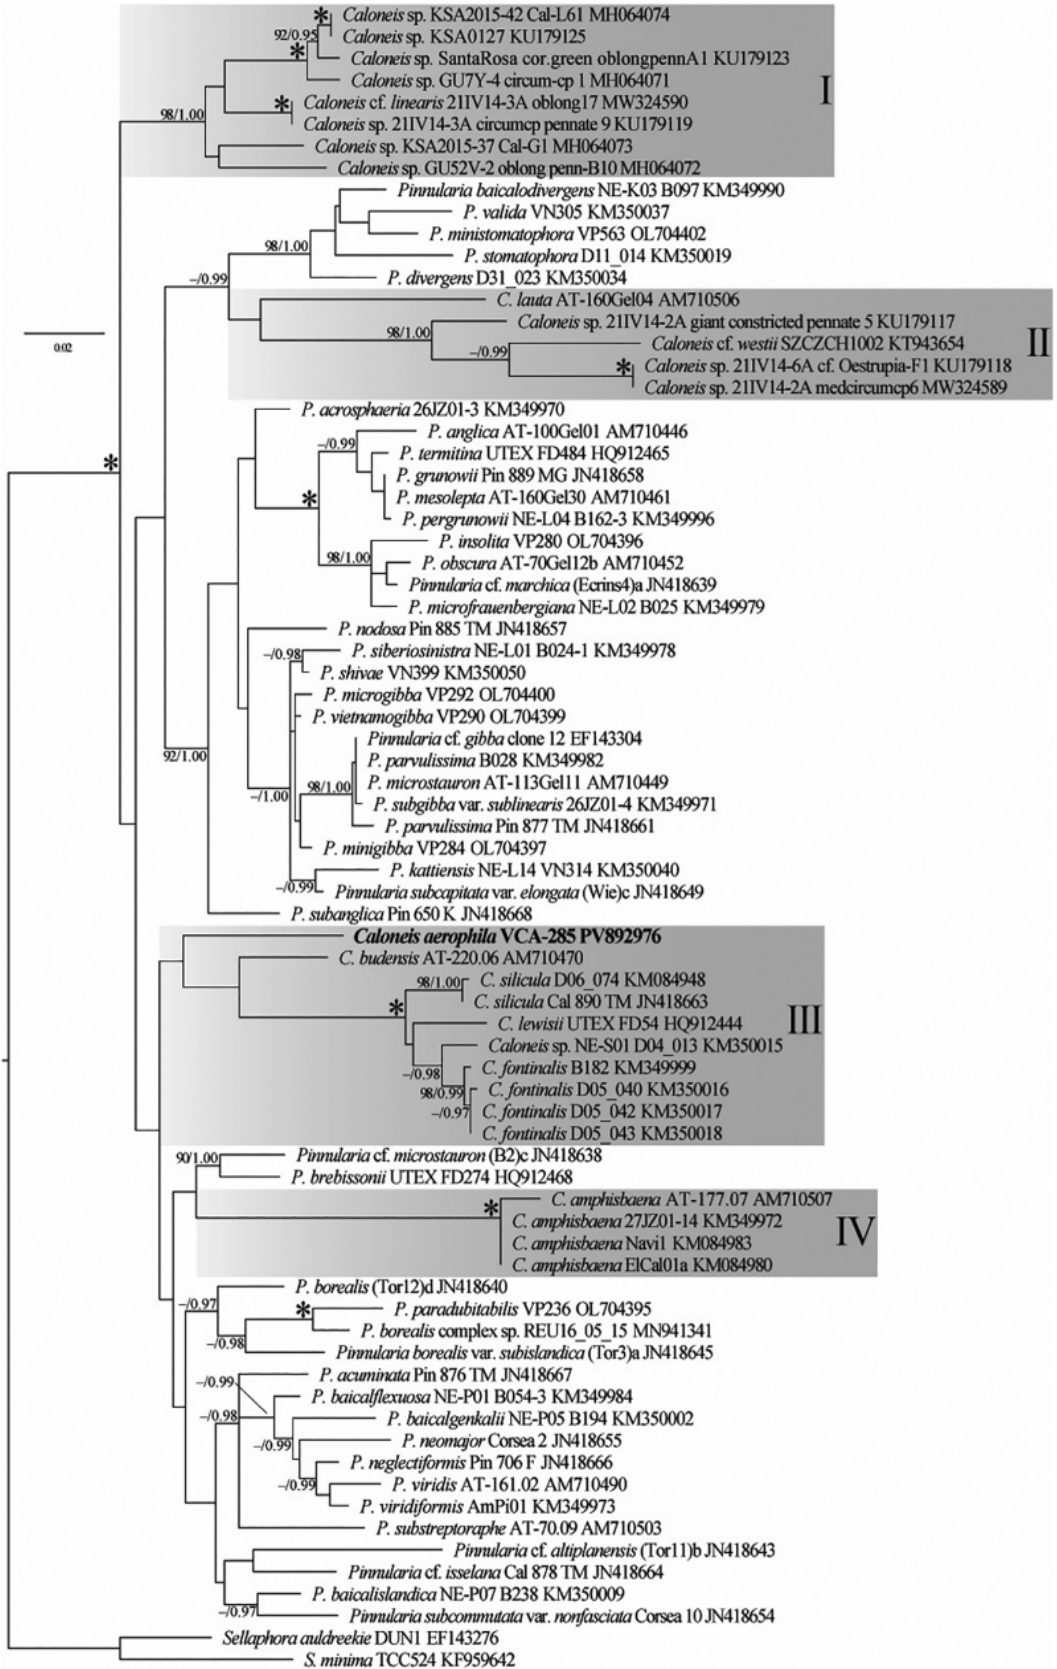 Caloneis sp. KSA2015-42 Cal-L61 MH064074
92/0.95
Caloneis sp. KSA0127 KU179125
*
*
Caloneis sp. SantaRosa cor.green oblongpennA1 KU179123
Caloneis sp. GU7Y-4 circum-cp 1 MH064071
I
*
Caloneis cf. linearis 21IV14-3A oblong17 MW324590
98/1.00
Caloneis sp. 21IV14-3A circumcp pennate 9 KU179119
Caloneis sp. KSA2015-37 Cal-G1 MH064073
Caloneis sp. GU52V-2 oblong penn-B10 MH064072
Pinnularia baicalodivergens NE-K03 B097 KM349990
P. valida VN305 KM350037
P. ministomatophora VP563 OL704402
98/1.00
P. stomatophora D11_014 KM350019
–/0.99
P. divergens D31_023 KM350034
C. lauta AT-160Gel04 AM710506
0.02
98/1.00
Caloneis sp. 21IV14-2A giant constricted pennate 5 KU179117
–/0.99
Caloneis cf. westii SZCZCH1002 KT943654
II
*
Caloneis sp. 21IV14-6A cf. Oestrupia-F1 KU179118
Caloneis sp. 21IV14-2A medcircumcp6 MW324589
P. acrosphaeria 26JZ01-3 KM349970
–/0.99
P. anglica AT-100Gel01 AM710446
*
P. termitina UTEX FD484 HQ912465
P. grunowii Pin 889 MG JN418658
*
P. mesolepta AT-160Gel30 AM710461
P. pergrunowii NE-L04 B162-3 KM349996
P. insolita VP280 OL704396
98/1.00
P. obscura AT-70Gel12b AM710452
Pinnularia cf. marchica (Ecrins4)a JN418639
P. microfrauenbergiana NE-L02 B025 KM349979
P. nodosa Pin 885 TM JN418657
–/0.98
P. siberiosinistra NE-L01 B024-1 KM349978
P. shivae VN399 KM350050
P. microgibba VP292 OL704400
P. vietnamogibba VP290 OL704399
Pinnularia cf. gibba clone 12 EF143304
92/1.00
P. parvulissima B028 KM349982
98/1.00
P. microstauron AT-113Gel11 AM710449
–/1.00
P. subgibba var. sublinearis 26JZ01-4 KM349971
P. parvulissima Pin 877 TM JN418661
P. minigibba VP284 OL704397
P. kattiensis NE-L14 VN314 KM350040
–/0.99
Pinnularia subcapitata var. elongata (Wie)c JN418649
P. subanglica Pin 650 K JN418668
Caloneis aerophila VCA-285 PV892976
C. budensis AT-220.06 AM710470
98/1.00
C. silicula D06_074 KM084948
*
C. silicula Cal 890 TM JN418663
C. lewisii UTEX FD54 HQ912444
III
Caloneis sp. NE-S01 D04_013 KM350015
–/0.98
C. fontinalis B182 KM349999
98/0.99
C. fontinalis D05_040 KM350016
–/0.97
C. fontinalis D05_042 KM350017
C. fontinalis D05_043 KM350018
90/1.00
Pinnularia cf. microstauron (B2)c JN418638
P. brebissonii UTEX FD274 HQ912468
*
C. amphisbaena AT-177.07 AM710507
C. amphisbaena 27JZ01-14 KM349972
IV
C. amphisbaena Navi1 KM084983
C. amphisbaena ElCal01a KM084980
P. borealis (Tor12)d JN418640
–/0.97
*
P. paradubitabilis VP236 OL704395
P. borealis complex sp. REU16_05_15 MN941341
–/0.98
Pinnularia borealis var. subislandica (Tor3)a JN418645
P. acuminata Pin 876 TM JN418667
–/0.99
P. baicalflexuosa NE-P01 B054-3 KM349984
–/0.98
P. baicalgenkalii NE-P05 B194 KM350002
–/0.99
P. neomajor Corsea 2 JN418655
P. neglectiformis Pin 706 F JN418666
–/0.99
P. viridis AT-161.02 AM710490
P. viridiformis AmPi01 KM349973
P. substreptoraphe AT-70.09 AM710503
Pinnularia cf. altiplanensis (Tor11)b JN418643
Pinnularia cf. isselana Cal 878 TM JN418664
P. baicalislandica NE-P07 B238 KM350009
–/0.97
Pinnularia subcommutata var. nonfasciata Corsea 10 JN418654
Sellaphora auldreekie DUN1 EF143276
S. minima TCC524 KF959642